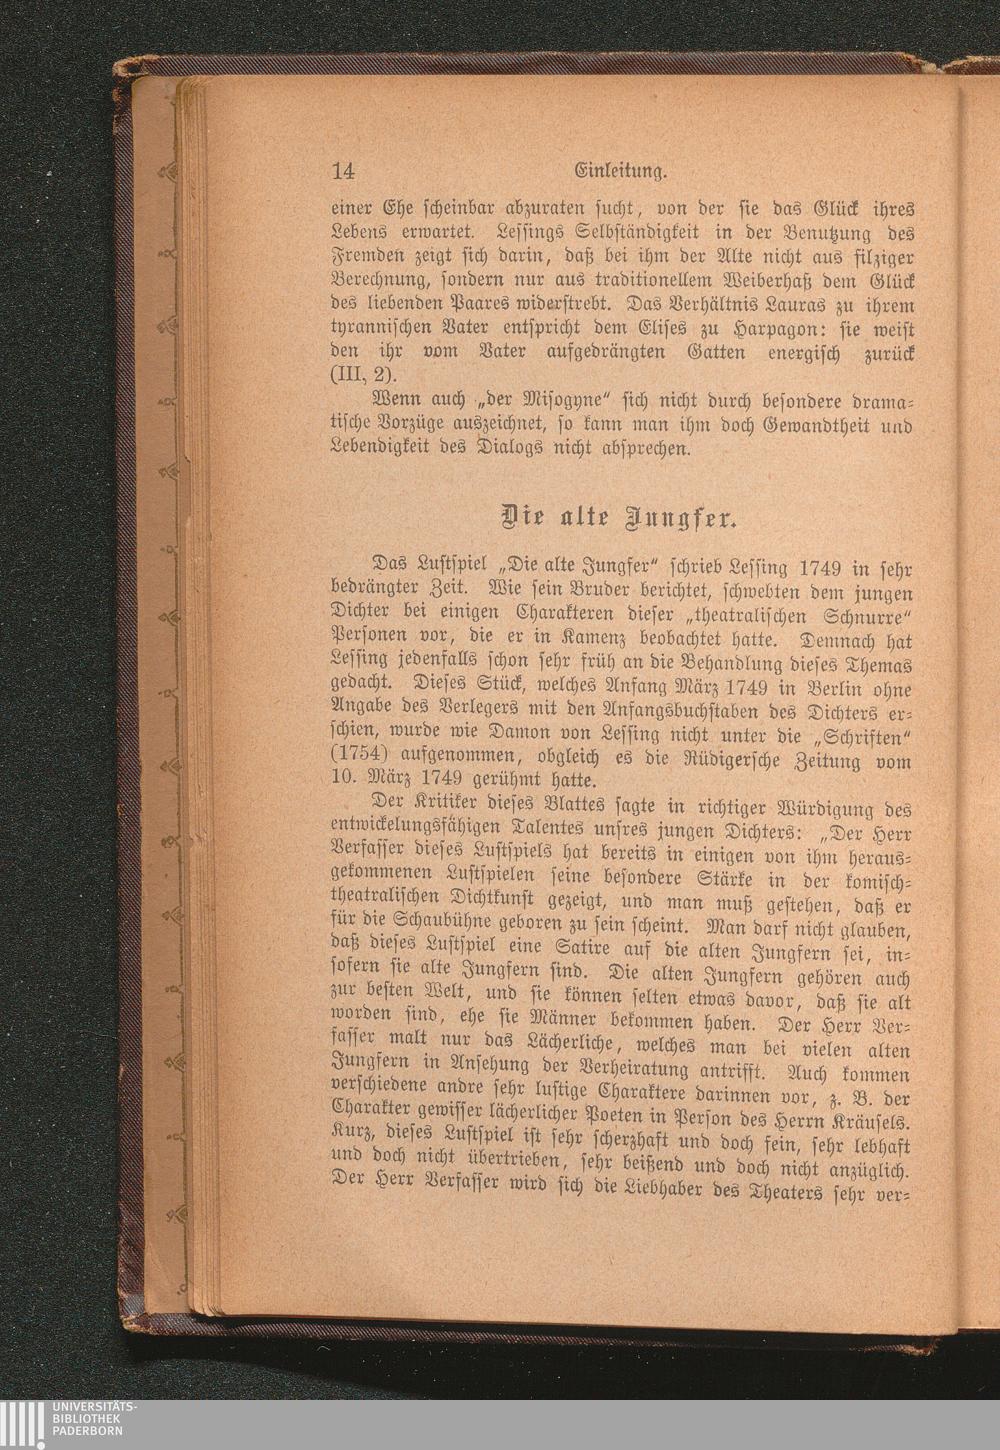 14 Einleitung.
einer Ehe scheinbar abzuraten sucht, von der sie das Glück ihres
Lebens erwartet. Lessings Selbständigkeit in der Benutzung des
Fremden zeigt sich darin, daß bei ihm der Alte nicht aus filziger
Berechnung, sondern nur aus traditionellem Weiberhaß dem Glück
des liebenden Paares widerstrebt. Das Verhältnis Lauras zu ihrem
tyrannischen Vater entspricht dem Elises zu Harpagon: sie weist
den ihr vom Vater aufgedrängten Gatten energisch zurück
(III, 2).
Wenn auch „der Misogyne“ sich nicht durch besondere drama-
tische Vorzüge auszeichnet, so kann man ihm doch Gewandtheit und
Lebendigkeit des Dialogs nicht absprechen.
Die alte Jungfer.
Das Lustspiel „Die alte Jungfer“ schrieb Lessing 1749 in sehr
bedrängter Zeit. Wie sein Bruder berichtet, schwebten dem jungen
Dichter bei einigen Charakteren dieser „theatralischen Schnurre“
Personen vor, die er in Kamenz beobachtet hatte. Demnach hat
Lessing jedenfalls schon sehr früh an die Behandlung dieses Themas
gedacht. Dieses Stück, welches Anfang März 1749 in Berlin ohne
Angabe des Verlegers mit den Anfangsbuchstaben des Dichters er-
schien, wurde wie Damon von Lessing nicht unter die „Schriften“
(1754) aufgenommen, obgleich es die Rüdigersche Zeitung vom
10. März 1749 gerühmt hatte.
Der Kritiker dieses Blattes sagte in richtiger Würdigung des
entwickelungsfähigen Talentes unsres jungen Dichters: „Der Herr
Verfasser dieses Lustspiels hat bereits in einigen von ihm heraus-
gekommenen Lustspielen seine besondere Stärke in der komisch-
theatralischen Dichtkunst gezeigt, und man muß gestehen, daß er
für die Schaubühne geboren zu sein scheint. Man darf nicht glauben,
daß dieses Lustspiel eine Satire auf die alten Jungfern sei, in-
sofern sie alte Jungfern sind. Die alten Jungfern gehören auch
zur besten Welt, und sie können selten etwas davor, daß sie alt
worden sind, ehe sie Männer bekommen haben. Der Herr Ver-
fasser malt nur das Lächerliche, welches man bei vielen alten
Jungfern in Ansehung der Verheiratung antrifft. Auch kommen
verschiedene andre sehr lustige Charaktere darinnen vor, z. B. der
Charakter gewisser lächerlicher Poeten in Person des Herrn Kräusels.
Kurz, dieses Lustspiel ist sehr scherzhaft und doch fein, sehr lebhaft
und doch nicht übertrieben, sehr beißend und doch nicht anzüglich.
Der Herr Verfasser wird sich die Liebhaber des Theaters sehr ver-
UNIVERSITÄTS-
BIBLIOTHEK
PADERBORN